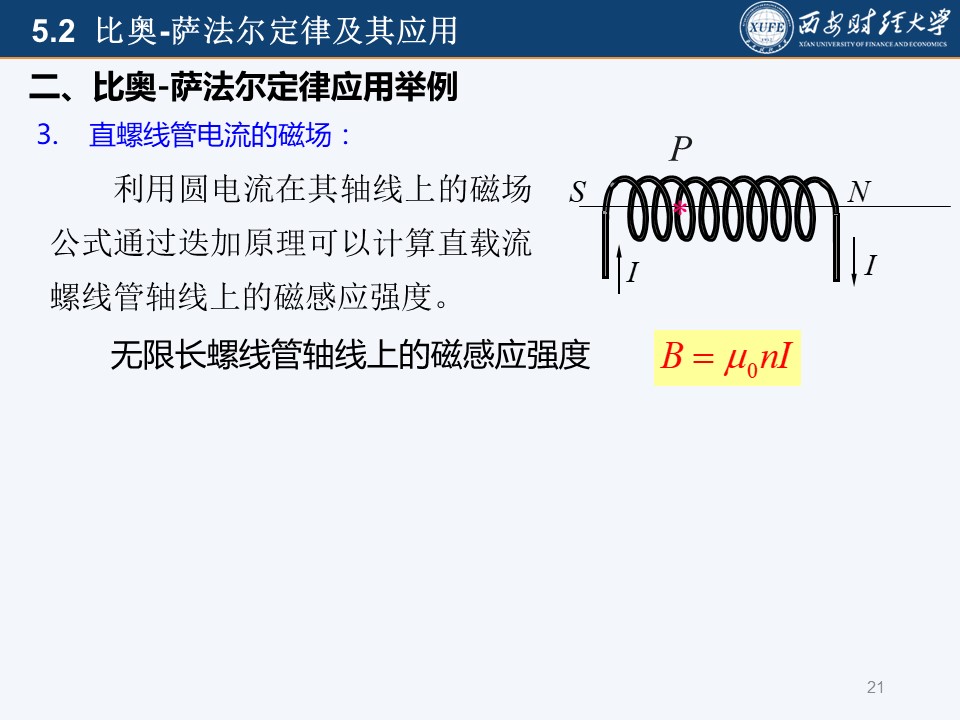 5.2 比奥-萨法尔定律及其应用
XUFE
西安财经大学
XI'AN UNIVERSITY OF FINANCE AND ECONOMICS
二、比奥-萨法尔定律应用举例
3. 直螺线管电流的磁场：
利用圆电流在其轴线上的磁场
公式通过迭加原理可以计算直载流
螺线管轴线上的磁感应强度。
P
S
N
*
I
I
无限长螺线管轴线上的磁感应强度
B = μ₀nI
21